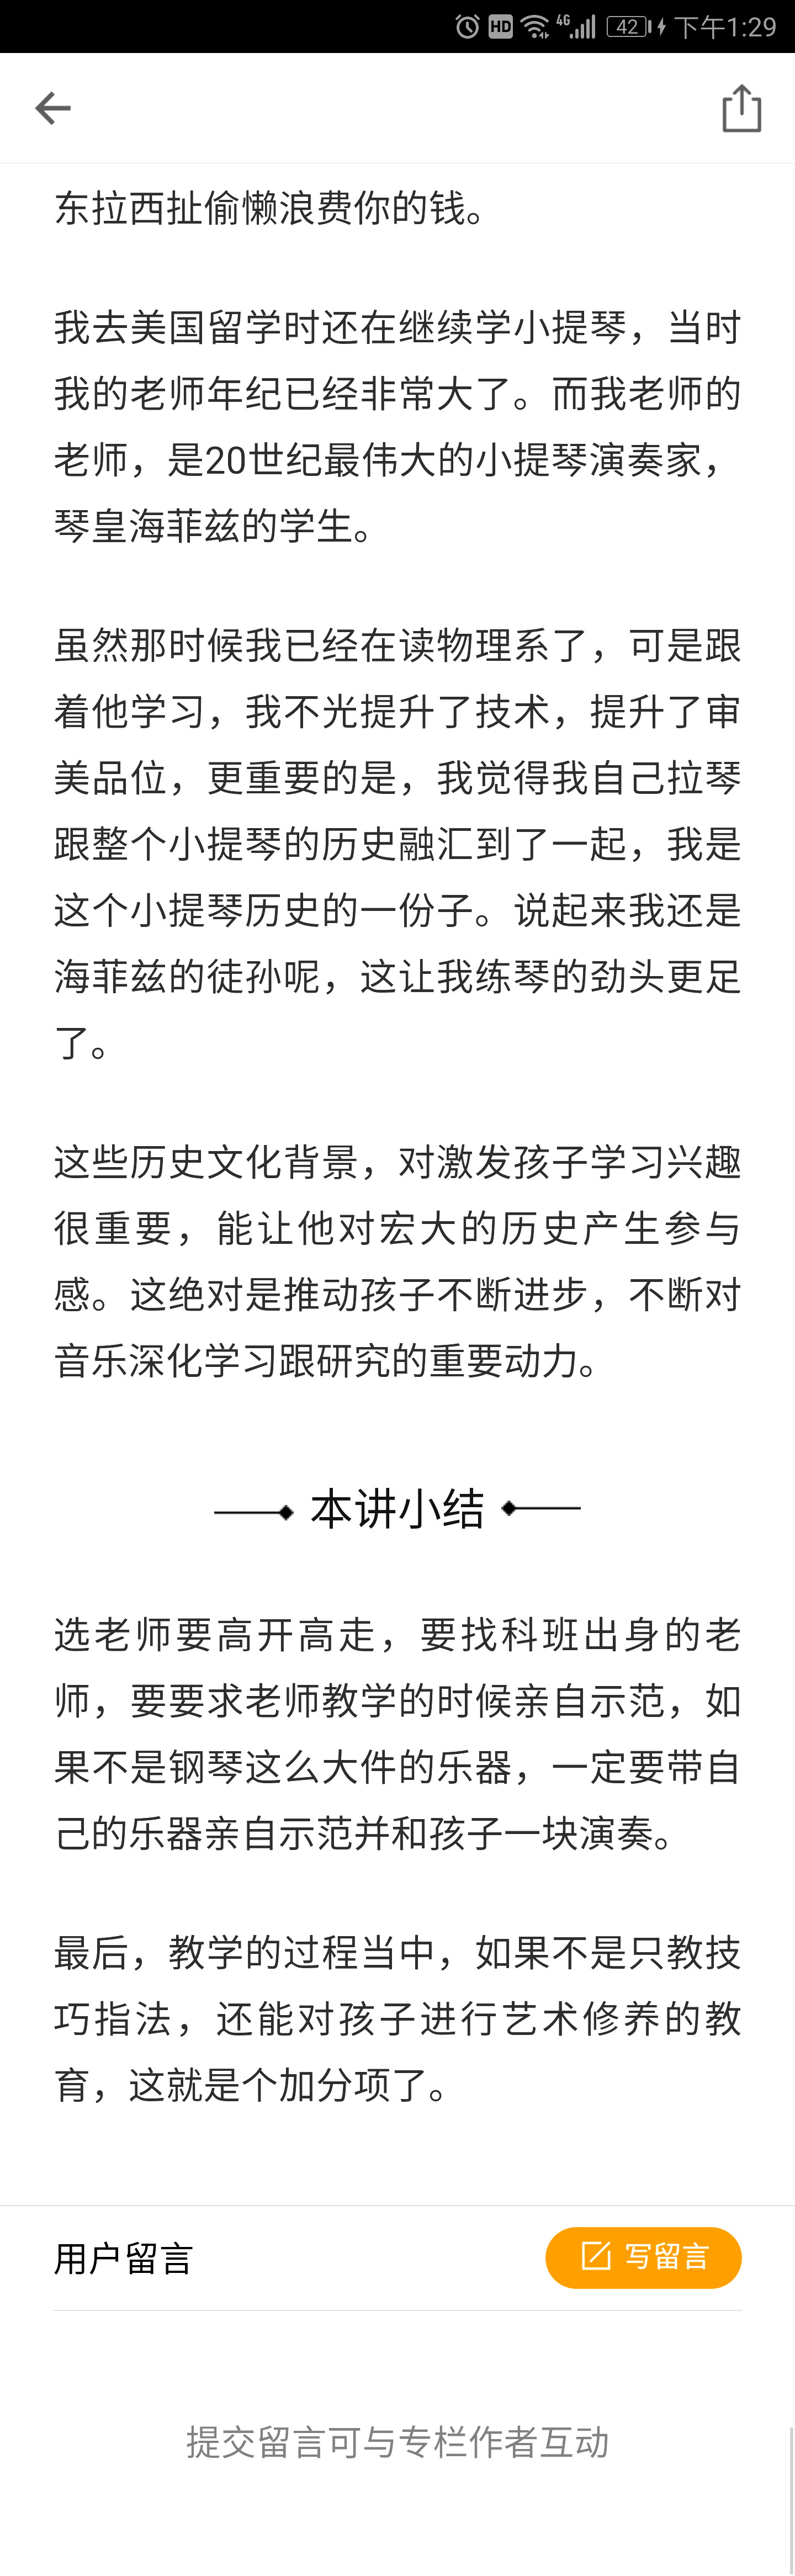 HD 4G 42 下午1:29
东拉西扯偷懒浪费你的钱。
我去美国留学时还在继续学小提琴，当时
我的老师年纪已经非常大了。而我老师的
老师，是20世纪最伟大的小提琴演奏家，
琴皇海菲兹的学生。
虽然那时候我已经在读物理系了，可是跟
着他学习，我不光提升了技术，提升了审
美品位，更重要的是，我觉得我自己拉琴
跟整个小提琴的历史融汇到了一起，我是
这个小提琴历史的一份子。说起来我还是
海菲兹的徒孙呢，这让我练琴的劲头更足
了。
这些历史文化背景，对激发孩子学习兴趣
很重要，能让他对宏大的历史产生参与
感。这绝对是推动孩子不断进步，不断对
音乐深化学习跟研究的重要动力。
本讲小结
选老师要高开高走，要找科班出身的老
师，要要求老师教学的时候亲自示范，如
果不是钢琴这么大件的乐器，一定要带自
己的乐器亲自示范并和孩子一块演奏。
最后，教学的过程当中，如果不是只教技
巧指法，还能对孩子进行艺术修养的教
育，这就是个加分项了。
用户留言 写留言
提交留言可与专栏作者互动